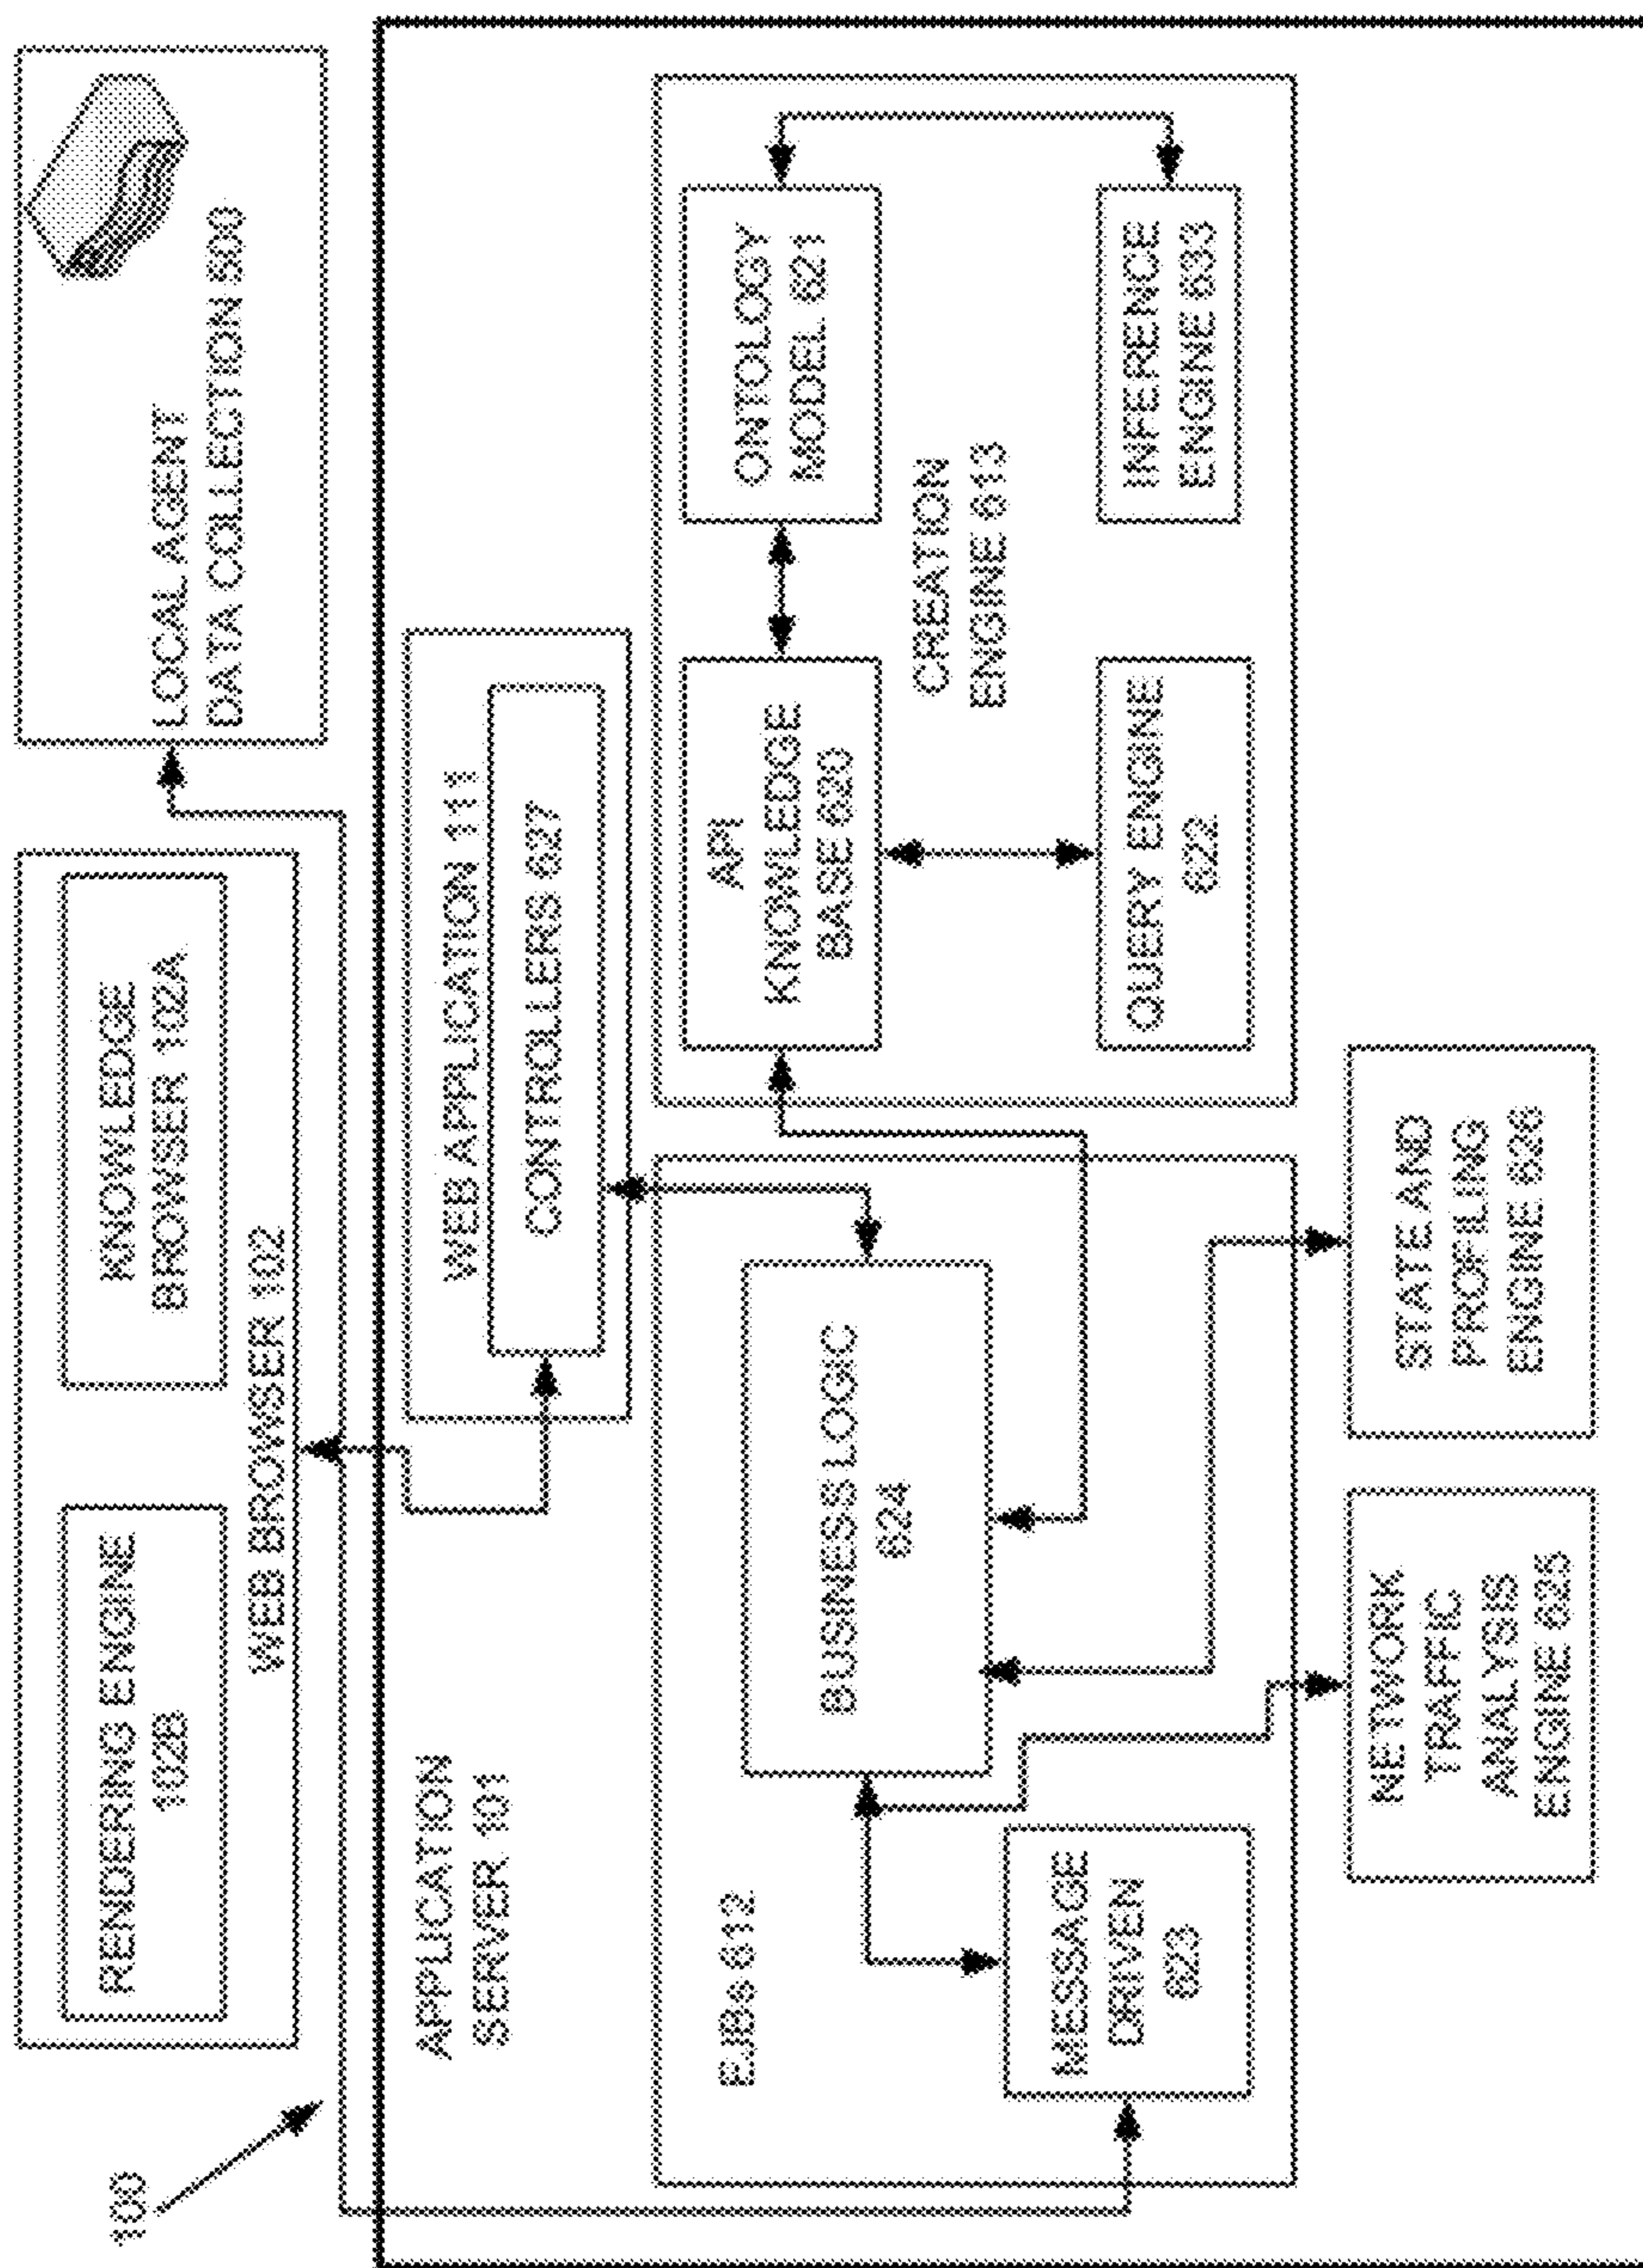 100
RENDERING ENGINE
102B
KNOWLEDGE
BROWSER 102A
WEB BROWSER 102
LOCAL AGENT
DATA COLLECTION 500
APPLICATION
SERVER 101
WEB APPLICATION 111
CONTROLLERS 627
EJBs 612
BUSINESS LOGIC
624
MESSAGE
DRIVEN
623
API
KNOWLEDGE
BASE 620
ONTOLOGY
MODEL 621
CREATION
ENGINE 613
QUERY ENGINE
622
INFERENCE
ENGINE 633
NETWORK
TRAFFIC
ANALYSIS
ENGINE 625
STATE AND
PROFILING
ENGINE 626